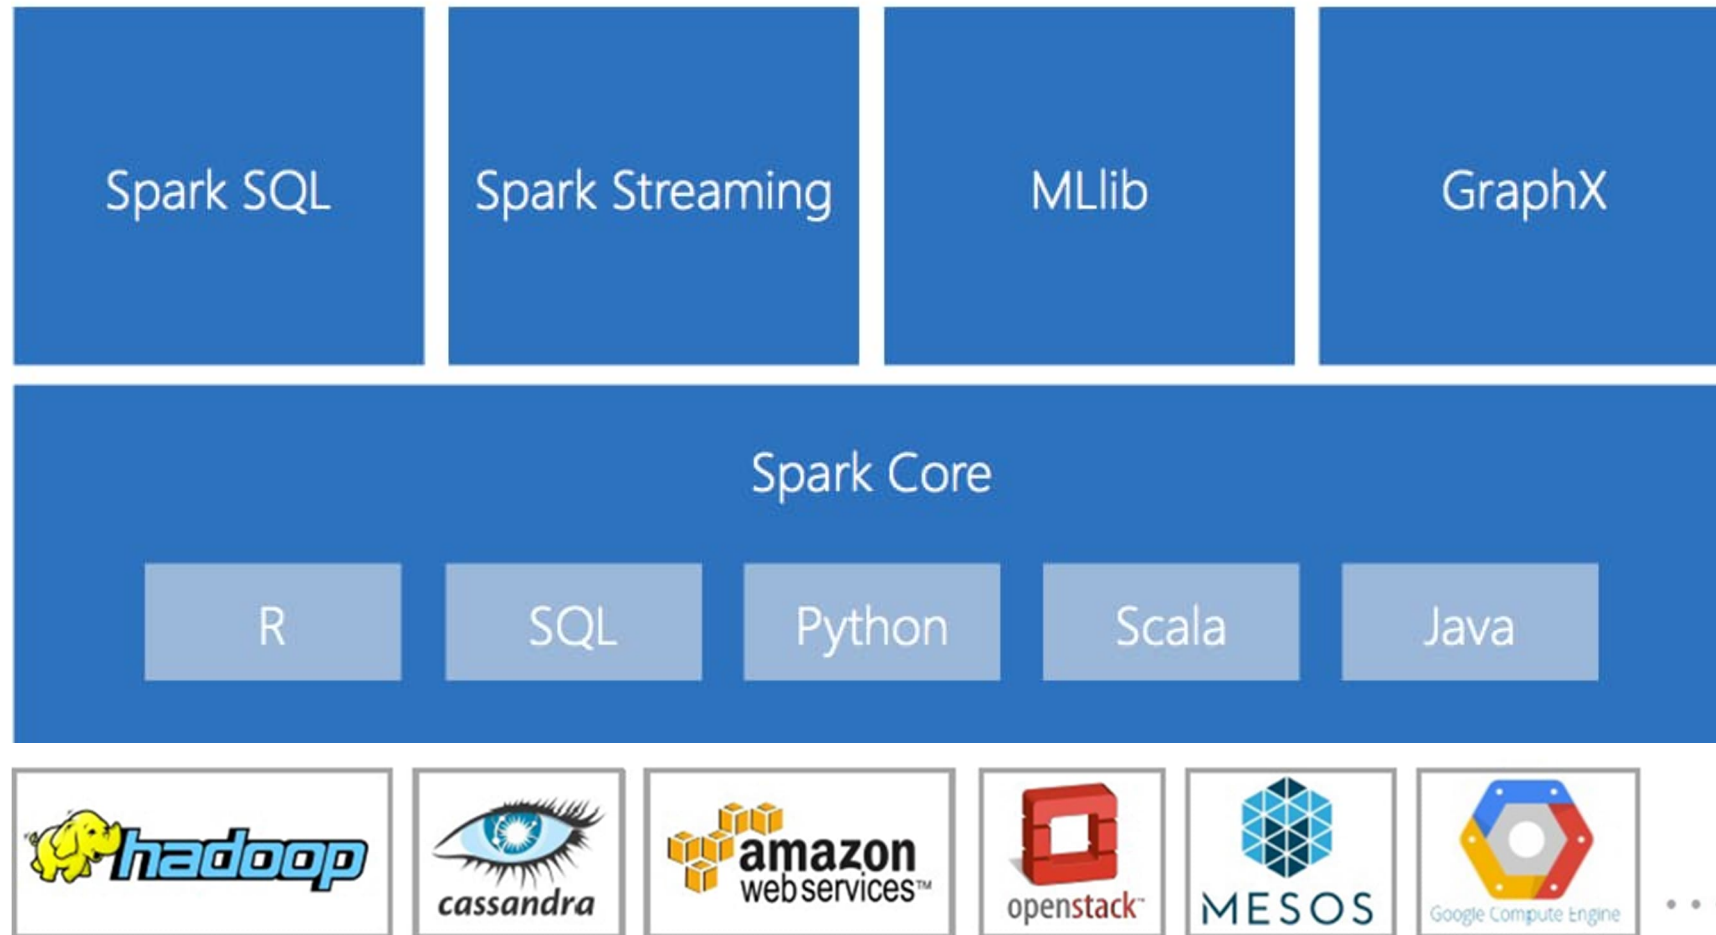 Spark SQL
Spark Streaming
MLlib
GraphX
Spark Core
R
SQL
Python
Scala
Java
hadoop
cassandra
amazon
web services™
openstack™
MESOS
Google Compute Engine